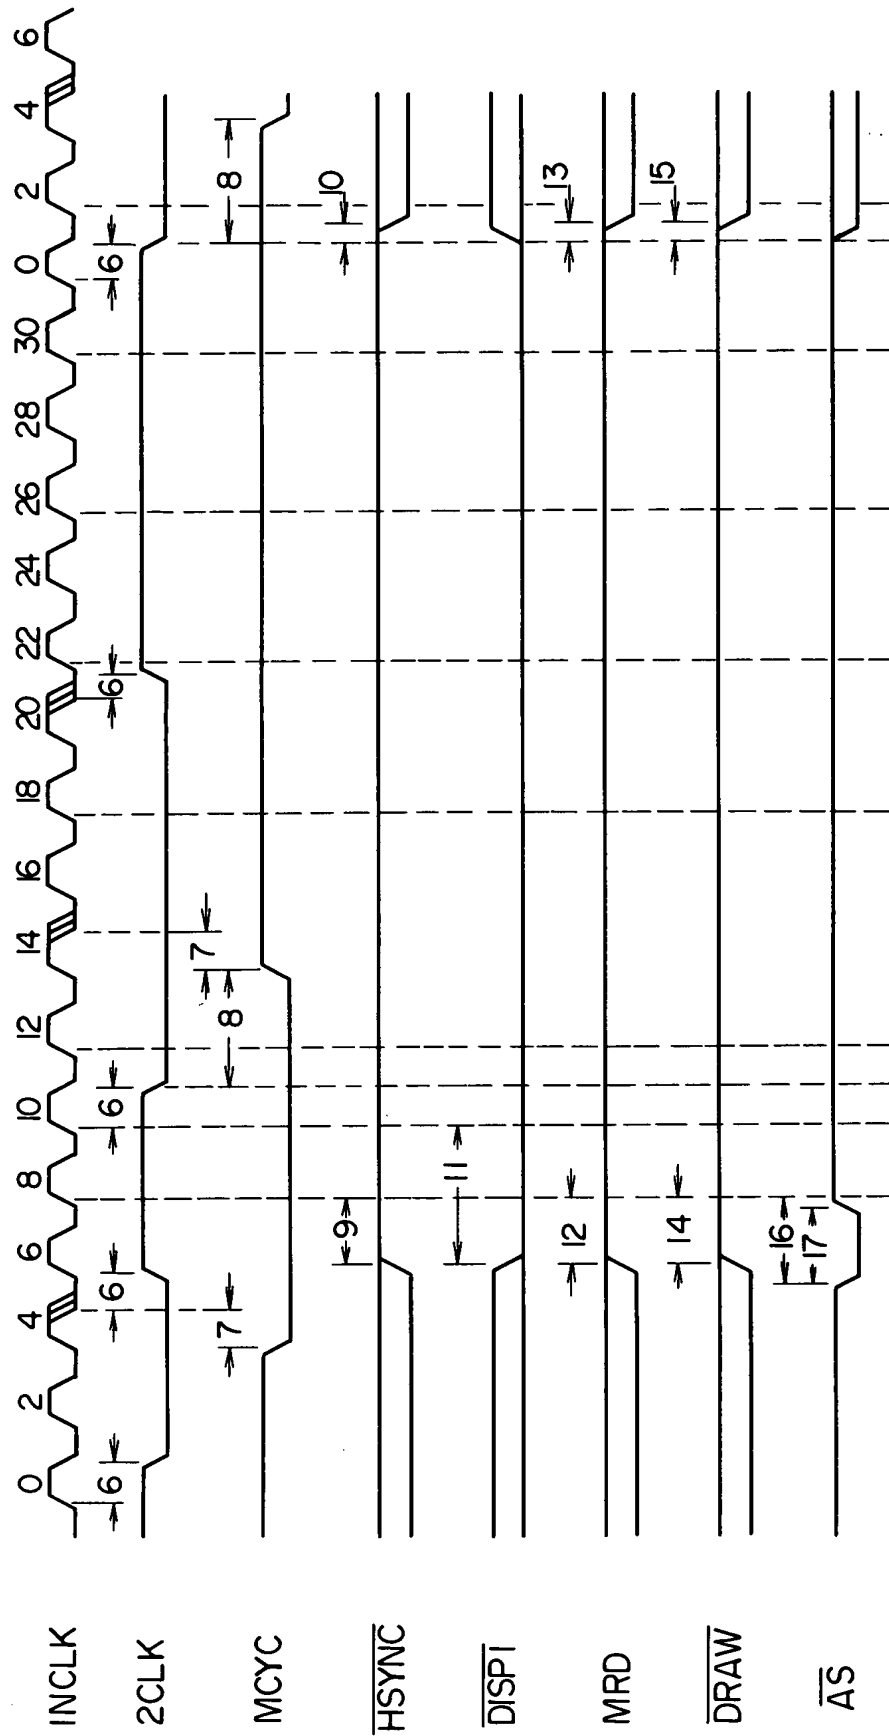 INCLK 0 2 4 6 8 10 12 14 16 18 20 22 24 26 28 30 0 2 4 6
2CLK 6 6 6 6 6
MCYC 7 8 7 8
HSYNC 9 10
DISP1 11
MRD 12 13
DRAW 14 15
AS 16 17